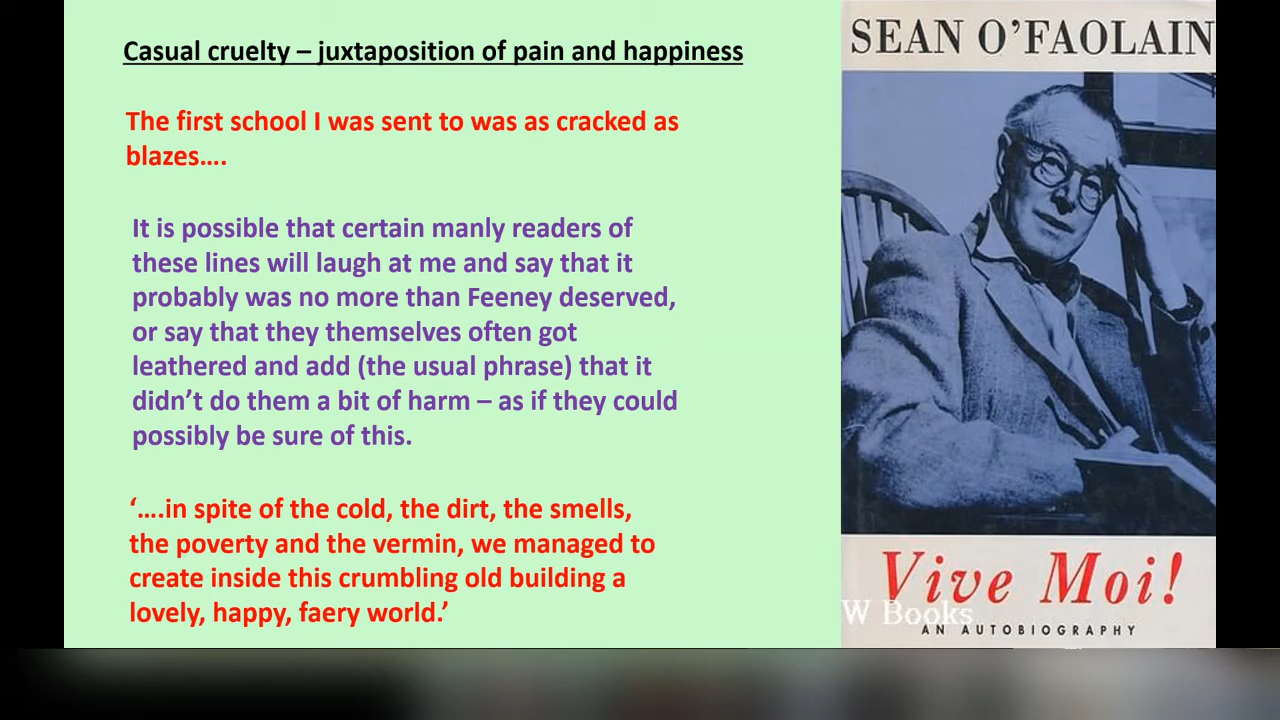 Casual cruelty – juxtaposition of pain and happiness
The first school I was sent to was as cracked as
blazes….
It is possible that certain manly readers of
these lines will laugh at me and say that it
probably was no more than Feeney deserved,
or say that they themselves often got
leathered and add (the usual phrase) that it
didn’t do them a bit of harm – as if they could
possibly be sure of this.
‘….in spite of the cold, the dirt, the smells,
the poverty and the vermin, we managed to
create inside this crumbling old building a
lovely, happy, faery world.’
SEAN O’FAOLAIN
Vive Moi!
W Books
AN AUTOBIOGRAPHY